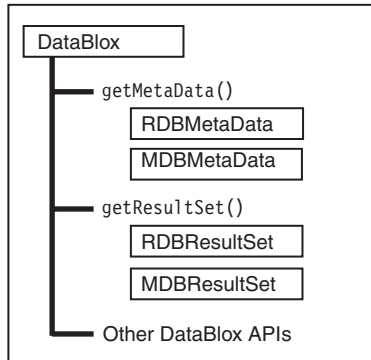 DataBlox
getMetaData()
RDBMetaData
MDBMetaData
getResultSet()
RDBResultSet
MDBResultSet
Other DataBlox APIs